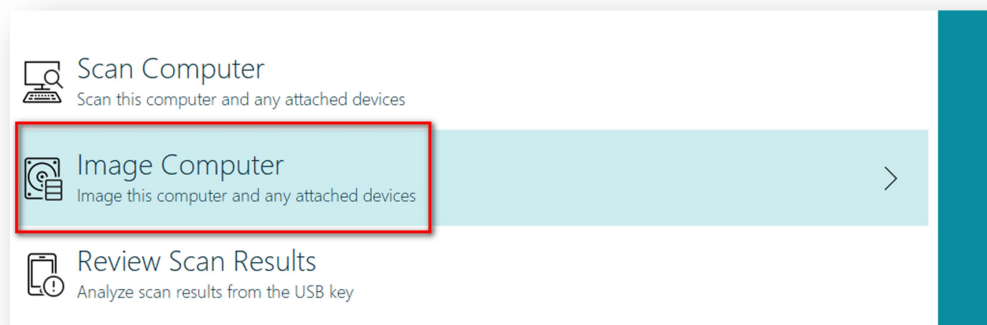 Scan Computer
Scan this computer and any attached devices
Image Computer
Image this computer and any attached devices
Review Scan Results
Analyze scan results from the USB key